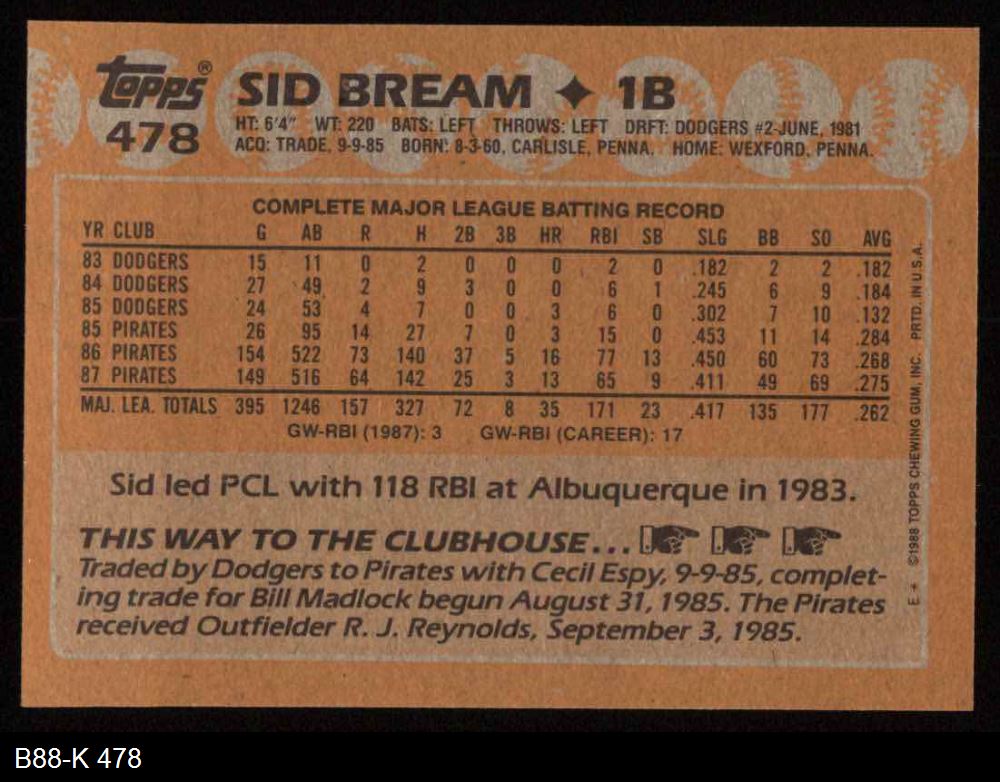 Topps® SID BREAM ✦ 1B
478
HT: 6'4" WT: 220 BATS: LEFT THROWS: LEFT DRFT: DODGERS #2-JUNE, 1981
ACQ: TRADE, 9-9-85 BORN: 8-3-60, CARLISLE, PENNA. HOME: WEXFORD, PENNA.
COMPLETE MAJOR LEAGUE BATTING RECORD
YR CLUB G AB R H 2B 3B HR RBI SB SLG BB SO AVG
83 DODGERS 15 11 0 2 0 0 0 2 0 .182 2 2 .182
84 DODGERS 27 49 2 9 3 0 0 6 1 .245 6 9 .184
85 DODGERS 24 53 4 7 0 0 3 6 0 .302 7 10 .132
85 PIRATES 26 95 14 27 7 0 3 15 0 .453 11 14 .284
86 PIRATES 154 522 73 140 37 5 16 77 13 .450 60 73 .268
87 PIRATES 149 516 64 142 25 3 13 65 9 .411 49 69 .275
MAJ. LEA. TOTALS 395 1246 157 327 72 8 35 171 23 .417 135 177 .262
GW-RBI (1987): 3 GW-RBI (CAREER): 17
Sid led PCL with 118 RBI at Albuquerque in 1983.
THIS WAY TO THE CLUBHOUSE...
Traded by Dodgers to Pirates with Cecil Espy, 9-9-85, complet-
ing trade for Bill Madlock begun August 31, 1985. The Pirates
received Outfielder R. J. Reynolds, September 3, 1985.
E * ©1988 TOPPS CHEWING GUM, INC. PRTD. IN U.S.A.
B88-K 478